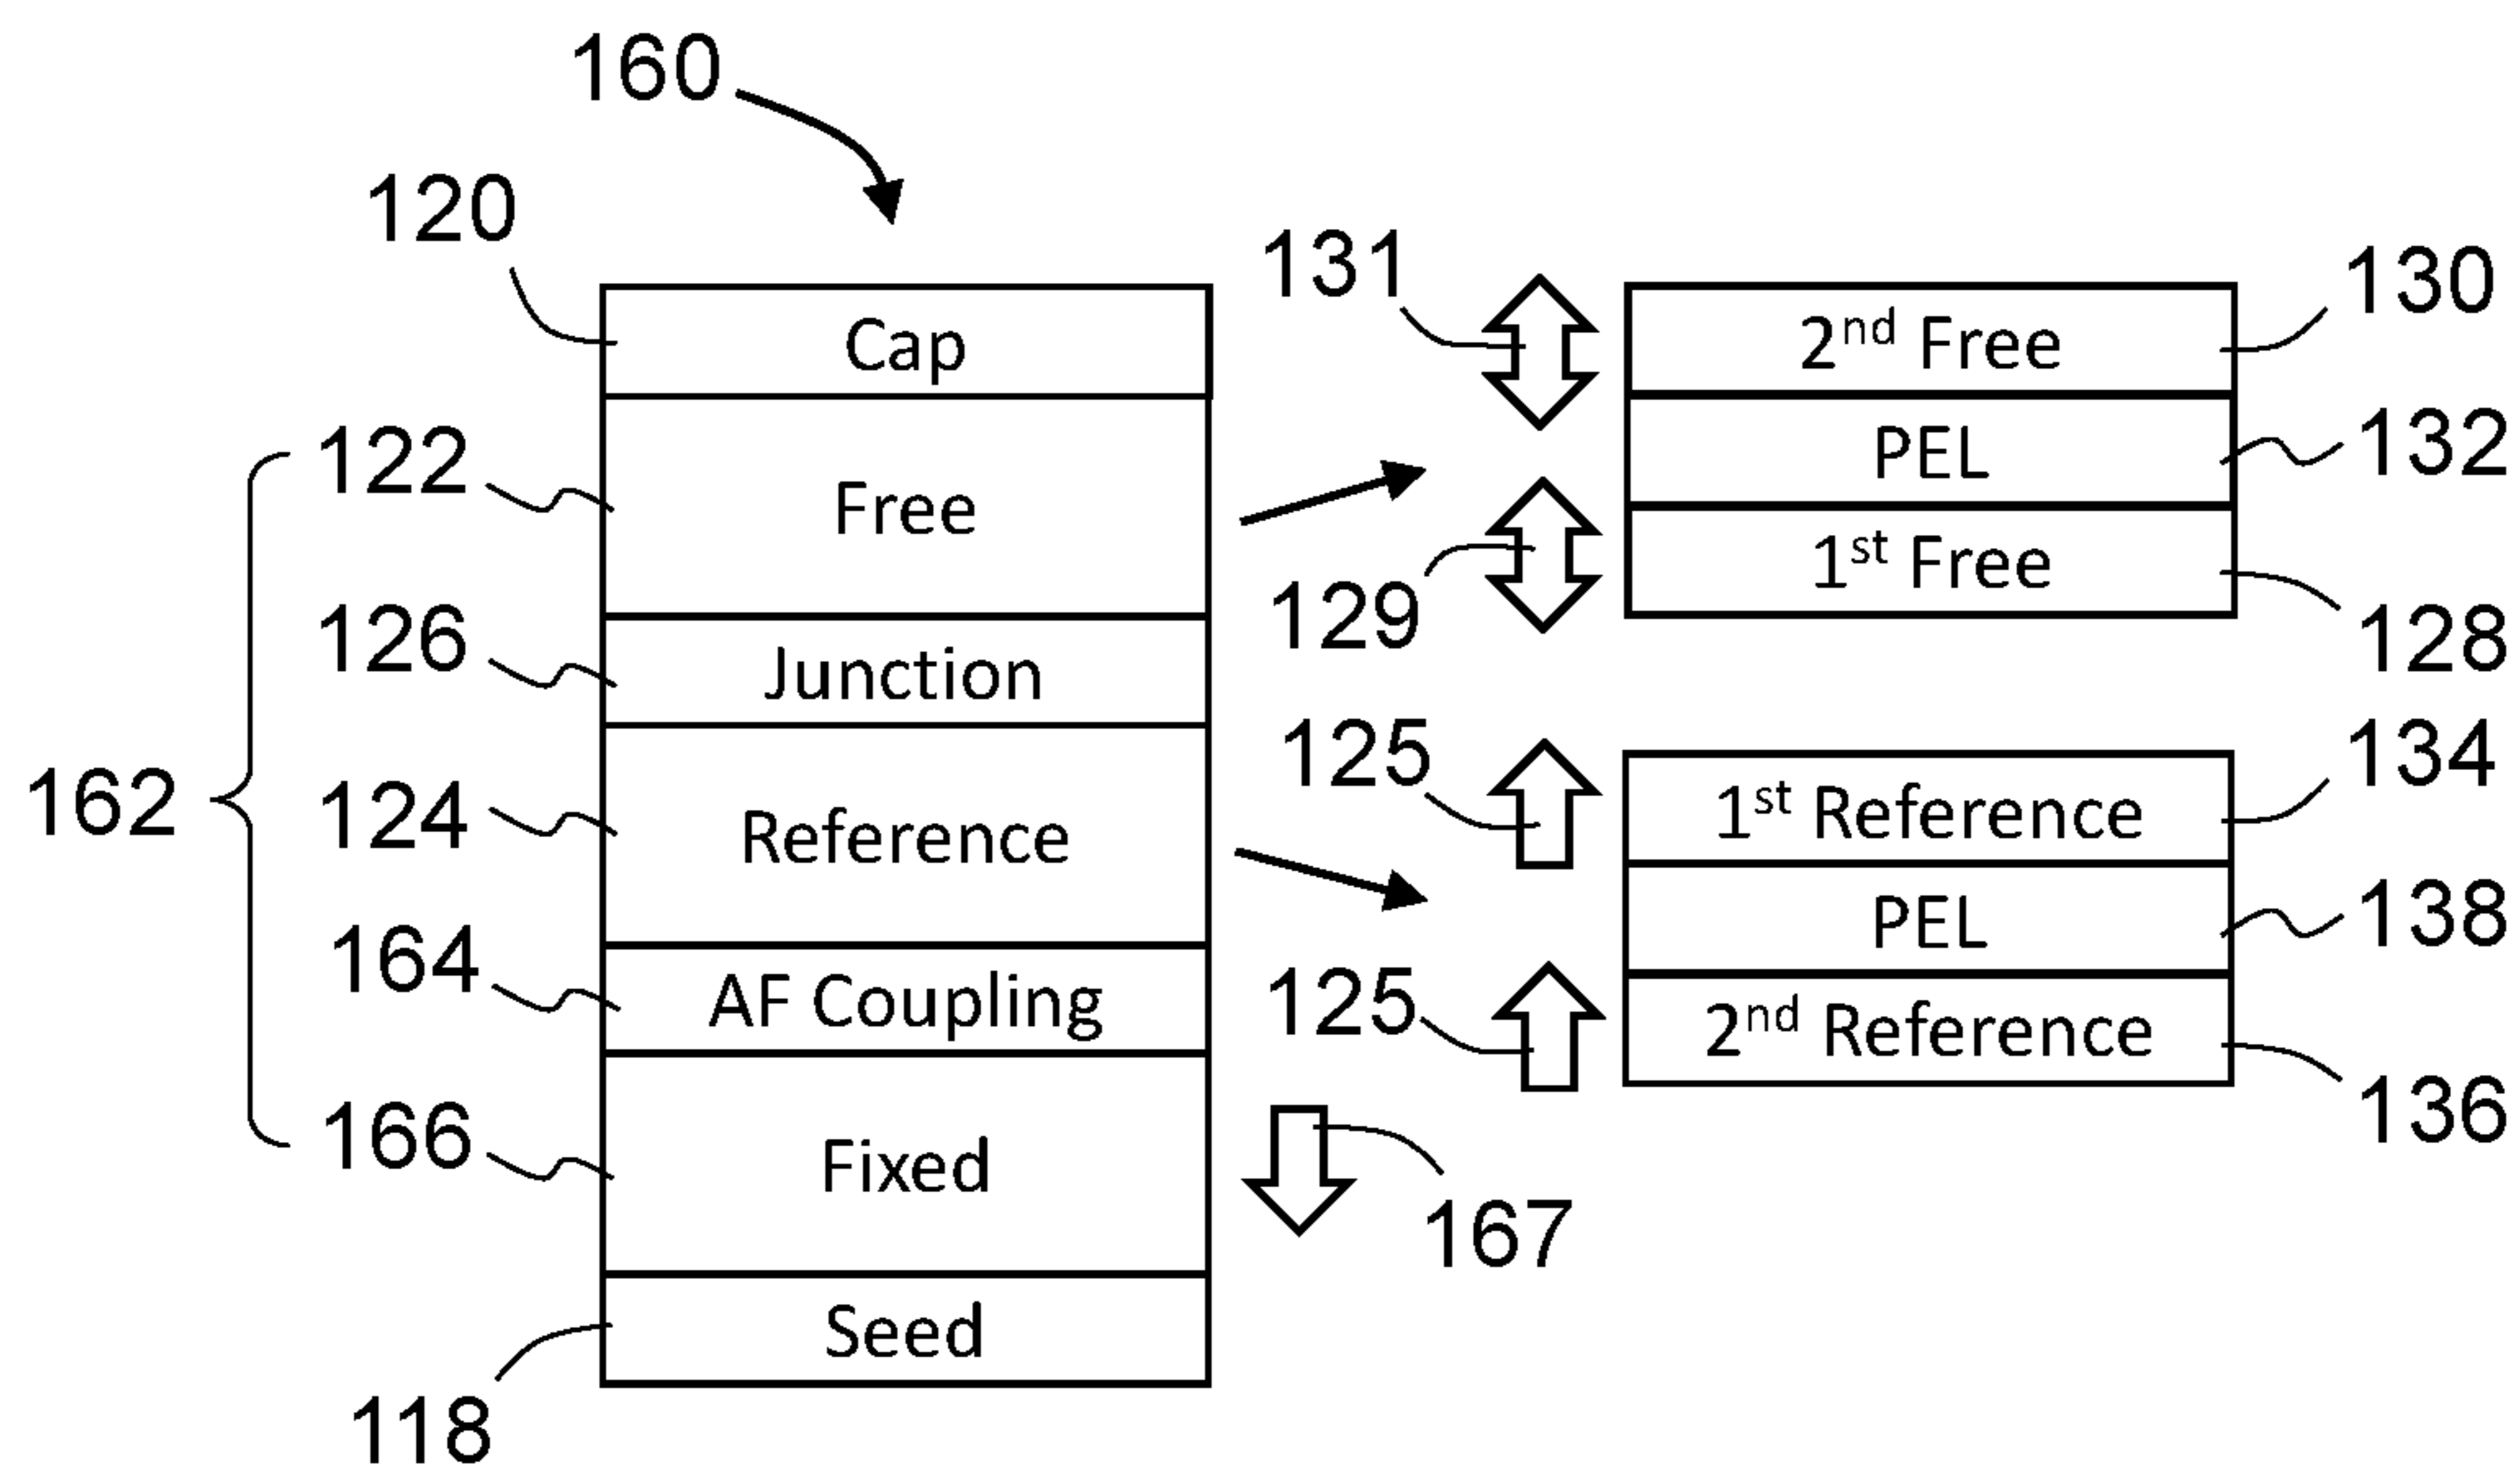 160
120
Cap
122
Free
126
Junction
162
124
Reference
164
AF Coupling
166
Fixed
Seed
118
131
2nd Free
130
PEL
132
129
1st Free
128
125
1st Reference
134
PEL
138
125
2nd Reference
136
167